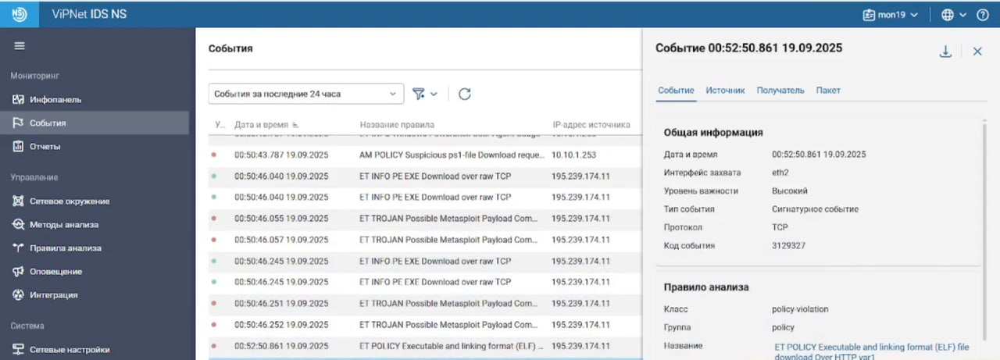 NS ViPNet IDS NS
mon19
Мониторинг
Инфопанель
События
Отчеты
Управление
Сетевое окружение
Методы анализа
Правила анализа
Оповещение
Интеграция
Система
Сетевые настройки
События
События за последние 24 часа
У... Дата и время Название правила IP-адрес источника
00:50:43.787 19.09.2025 AM POLICY Suspicious ps1-file Download reque... 10.10.1.253
00:50:46.040 19.09.2025 ET INFO PE EXE Download over raw TCP 195.239.174.11
00:50:46.040 19.09.2025 ET INFO PE EXE Download over raw TCP 195.239.174.11
00:50:46.055 19.09.2025 ET TROJAN Possible Metasploit Payload Com... 195.239.174.11
00:50:46.057 19.09.2025 ET TROJAN Possible Metasploit Payload Com... 195.239.174.11
00:50:46.245 19.09.2025 ET INFO PE EXE Download over raw TCP 195.239.174.11
00:50:46.245 19.09.2025 ET INFO PE EXE Download over raw TCP 195.239.174.11
00:50:46.251 19.09.2025 ET TROJAN Possible Metasploit Payload Com... 195.239.174.11
00:50:46.252 19.09.2025 ET TROJAN Possible Metasploit Payload Com... 195.239.174.11
00:52:50.861 19.09.2025 ET POLICY Executable and linking format (ELF) ... 195.239.174.11
Событие 00:52:50.861 19.09.2025
Событие Источник Получатель Пакет
Общая информация
Дата и время 00:52:50.861 19.09.2025
Интерфейс захвата eth2
Уровень важности Высокий
Тип события Сигнатурное событие
Протокол TCP
Код события 3129327
Правило анализа
Класс policy-violation
Группа policy
Название ET POLICY Executable and linking format (ELF) file
download Over HTTP var1